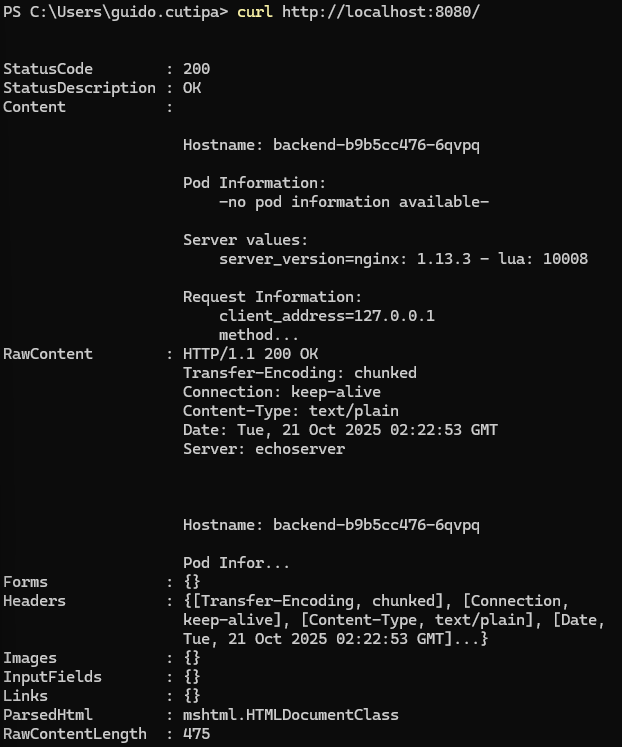 PS C:\Users\guido.cutipa> curl http://localhost:8080/
StatusCode        : 200
StatusDescription : OK
Content           :
                    Hostname: backend-b9b5cc476-6qvpq
                    Pod Information:
                        -no pod information available-
                    Server values:
                        server_version=nginx: 1.13.3 - lua: 10008
                    Request Information:
                        client_address=127.0.0.1
                        method...
RawContent        : HTTP/1.1 200 OK
                    Transfer-Encoding: chunked
                    Connection: keep-alive
                    Content-Type: text/plain
                    Date: Tue, 21 Oct 2025 02:22:53 GMT
                    Server: echoserver
                    Hostname: backend-b9b5cc476-6qvpq
                    Pod Infor...
Forms             : {}
Headers           : {[Transfer-Encoding, chunked], [Connection,
                    keep-alive], [Content-Type, text/plain], [Date,
                    Tue, 21 Oct 2025 02:22:53 GMT]...}
Images            : {}
InputFields       : {}
Links             : {}
ParsedHtml        : mshtml.HTMLDocumentClass
RawContentLength  : 475